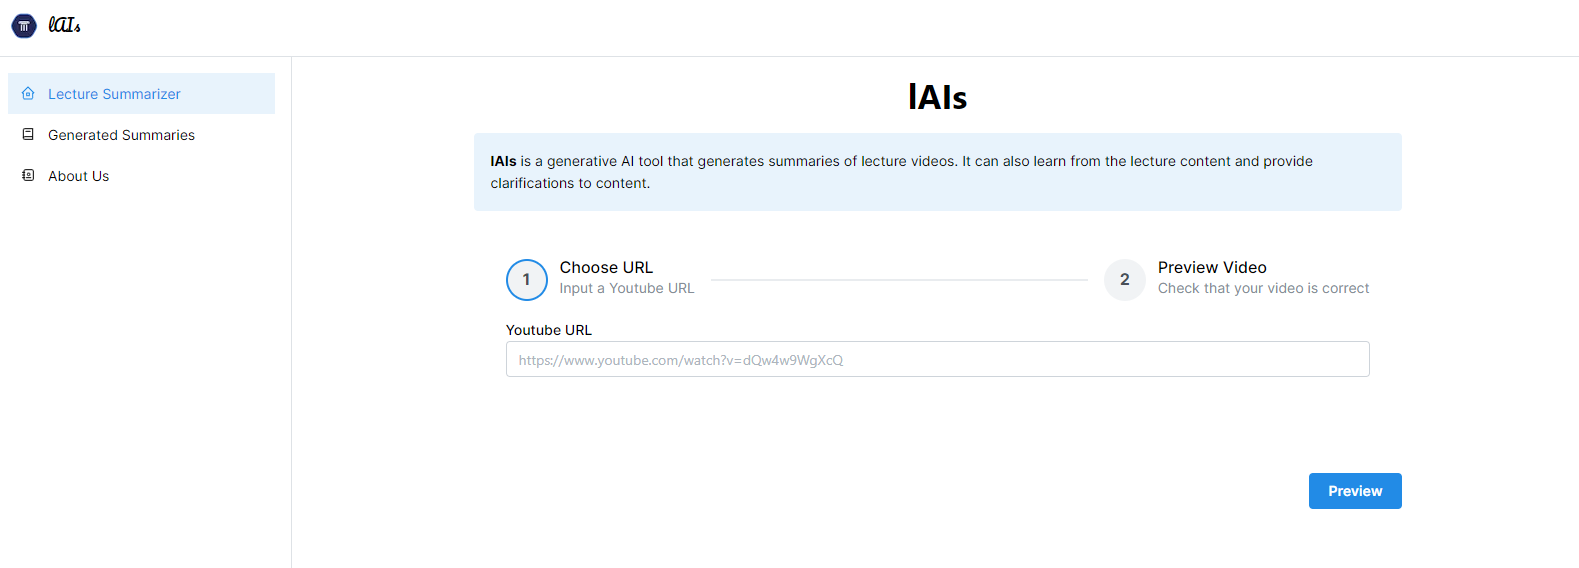 lAIs
Lecture Summarizer
Generated Summaries
About Us
lAIs
lAIs is a generative AI tool that generates summaries of lecture videos. It can also learn from the lecture content and provide
clarifications to content.
1
Choose URL
Input a Youtube URL
2
Preview Video
Check that your video is correct
Youtube URL
https://www.youtube.com/watch?v=dQw4w9WgXcQ
Preview